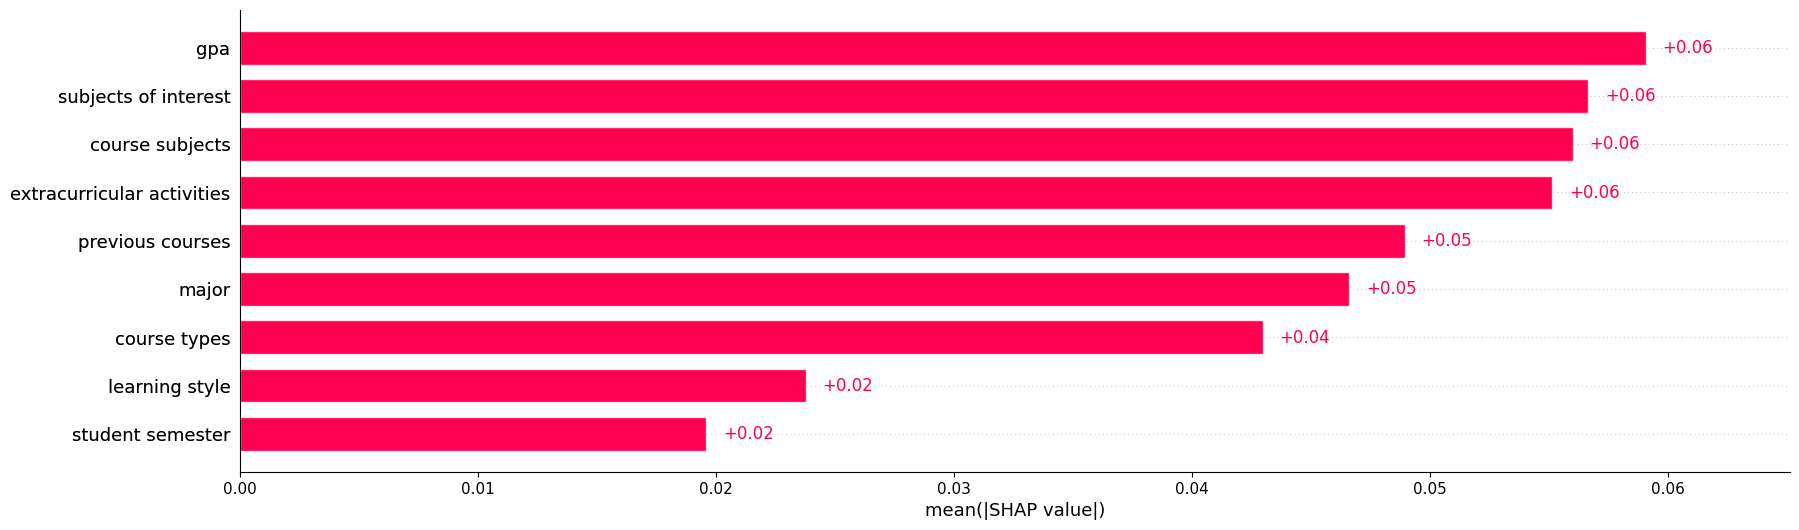 gpa +0.06
subjects of interest +0.06
course subjects +0.06
extracurricular activities +0.06
previous courses +0.05
major +0.05
course types +0.04
learning style +0.02
student semester +0.02
0.00 0.01 0.02 0.03 0.04 0.05 0.06
mean(|SHAP value|)